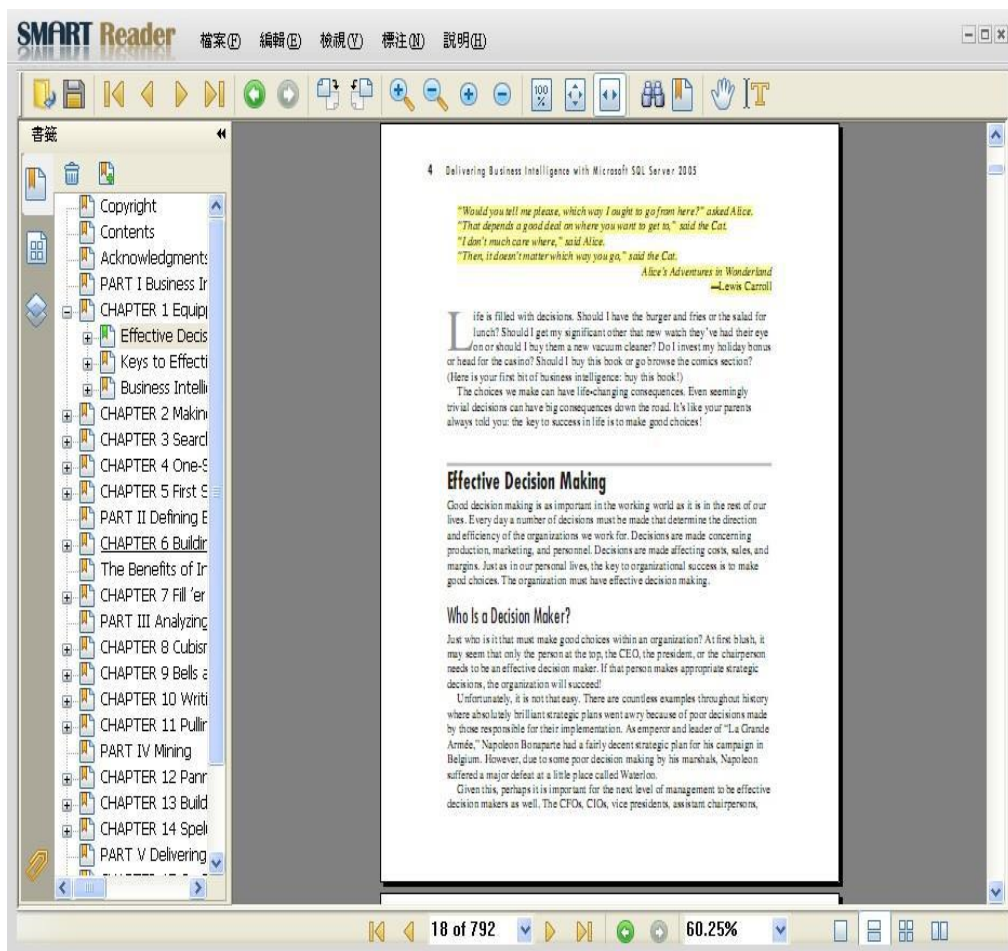 SMART Reader 檔案(F) 編輯(E) 檢視(V) 標注(N) 說明(H)
100 %
T
書籤
Copyright
Contents
Acknowledgments
PART I Business In
CHAPTER 1 Equip
Effective Decis
Keys to Effecti
Business Intelli
CHAPTER 2 Makin
CHAPTER 3 Searc
CHAPTER 4 One-S
CHAPTER 5 First S
PART II Defining
CHAPTER 6 Buildin
The Benefits of In
CHAPTER 7 Fill 'er
PART III Analyzing
CHAPTER 8 Cubism
CHAPTER 9 Bells a
CHAPTER 10 Writi
CHAPTER 11 Pullin
PART IV Mining
CHAPTER 12 Pann
CHAPTER 13 Build
CHAPTER 14 Spel
PART V Delivering
4 Delivering Business Intelligence with Microsoft SQL Server 2005
"Would you tell me please, which way I ought to go from here?" asked Alice.
"That depends a good deal on where you want to get to," said the Cat.
"I don't much care where," said Alice.
"Then, it doesn't matter which way you go," said the Cat.
Alice's Adventures in Wonderland
—Lewis Carroll
Life is filled with decisions. Should I have the burger and fries or the salad for
lunch? Should I get my significant other that new watch they've had their eye
on or should I buy them a new vacuum cleaner? Do I invest my holiday bonus
or head for the casino? Should I buy this book or go browse the comics section?
(Here is your first bit of business intelligence: buy this book!)
The choices we make can have life-changing consequences. Even seemingly
trivial decisions can have big consequences down the road. It's like your parents
always told you: the key to success in life is to make good choices!
Effective Decision Making
Good decision making is as important in the working world as it is in the rest of our
lives. Every day a number of decisions must be made that determine the direction
and efficiency of the organizations we work for. Decisions are made concerning
production, marketing, and personnel. Decisions are made affecting costs, sales, and
margins. Just as in our personal lives, the key to organizational success is to make
good choices. The organization must have effective decision making.
Who Is a Decision Maker?
Just who is it that must make good choices within an organization? At first blush, it
may seem that only the person at the top, the CEO, the president, or the chairperson
needs to be an effective decision maker. If that person makes appropriate strategic
decisions, the organization will succeed!
Unfortunately, it is not that easy. There are countless examples throughout history
where absolutely brilliant strategic plans went awry because of poor decisions made
by those responsible for their implementation. As emperor and leader of "La Grande
Armée," Napoleon Bonaparte had a fairly decent strategic plan for his campaign in
Belgium. However, due to some poor decision making by his marshals, Napoleon
suffered a major defeat at a little place called Waterloo.
Given this, perhaps it is important for the next level of management to be effective
decision makers as well. The CFOs, CIOs, vice presidents, assistant chairpersons,
18 of 792 60.25%